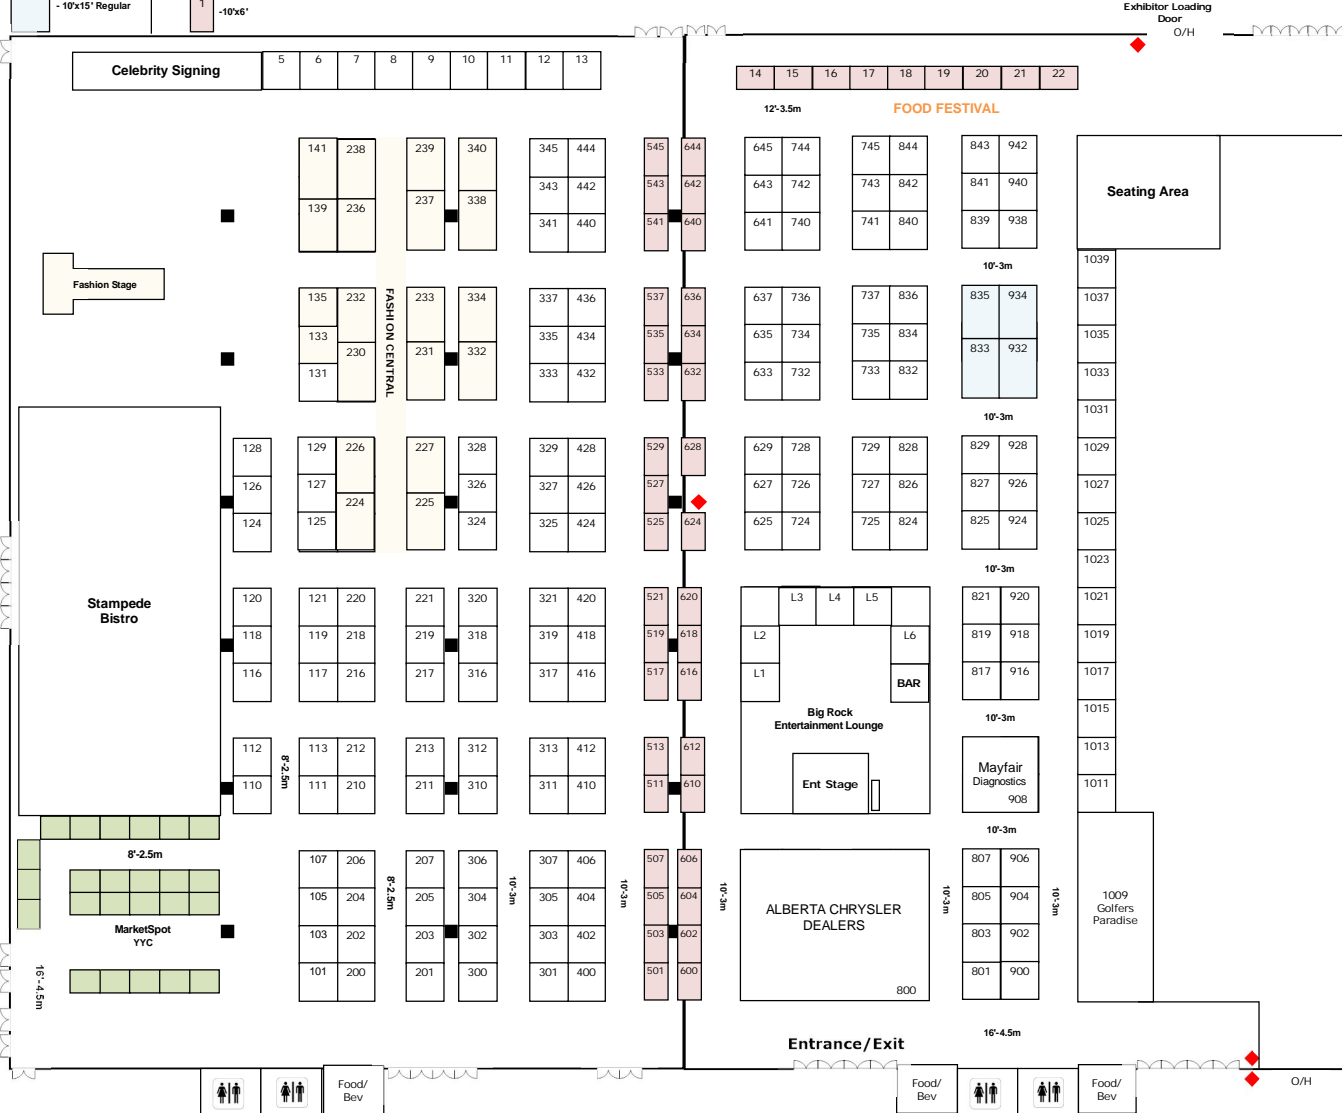 - 10'x15' Regular
1
-10'x6'
Exhibitor Loading
Door
O/H
Celebrity Signing
5 6 7 8 9 10 11 12 13
14 15 16 17 18 19 20 21 22
12'-3.5m
FOOD FESTIVAL
141 238 239 340 345 444 545 644 645 744 745 844 843 942
343 442 543 642 643 742 743 842 841 940
139 236 237 338 341 440 541 640 641 740 741 840 839 938
Seating Area
10'-3m
1039
Fashion Stage
FASHION CENTRAL
135 232 233 334 337 436 537 636 637 736 737 836 835 934 1037
133 335 434 535 634 635 734 735 834 1035
230 231 332 833 932
131 333 432 533 632 633 732 733 832 1033
10'-3m
1031
128 129 226 227 328 329 428 529 628 629 728 729 828 829 928 1029
126 127 326 327 426 527 627 726 727 826 827 926 1027
224 225
124 125 324 325 424 525 624 625 724 725 824 825 924 1025
10'-3m
1023
Stampede
Bistro
120 121 220 221 320 321 420 521 620 L3 L4 L5 821 920 1021
118 119 218 219 318 319 418 519 618 L2 L6 819 918 1019
116 117 216 217 316 317 416 517 616 L1 BAR 817 916 1017
Big Rock
Entertainment Lounge
10'-3m
1015
112 113 212 213 312 313 412 513 612 1013
8'-2.5m
110 111 210 211 310 311 410 511 610 1011
Ent Stage
Mayfair
Diagnostics
908
10'-3m
8'-2.5m
MarketSpot
YYC
16'-4.5m
107 206 207 306 307 406 507 606 807 906
105 204 205 304 305 404 505 604 805 904
103 202 203 302 303 402 503 602 803 902
101 200 201 300 301 400 501 600 801 900
8'-2.5m
10'-3m
10'-3m
10'-3m
10'-3m
10'-3m
ALBERTA CHRYSLER
DEALERS
800
1009
Golfers
Paradise
Entrance/Exit
16'-4.5m
Food/
Bev
Food/
Bev
Food/
Bev
O/H